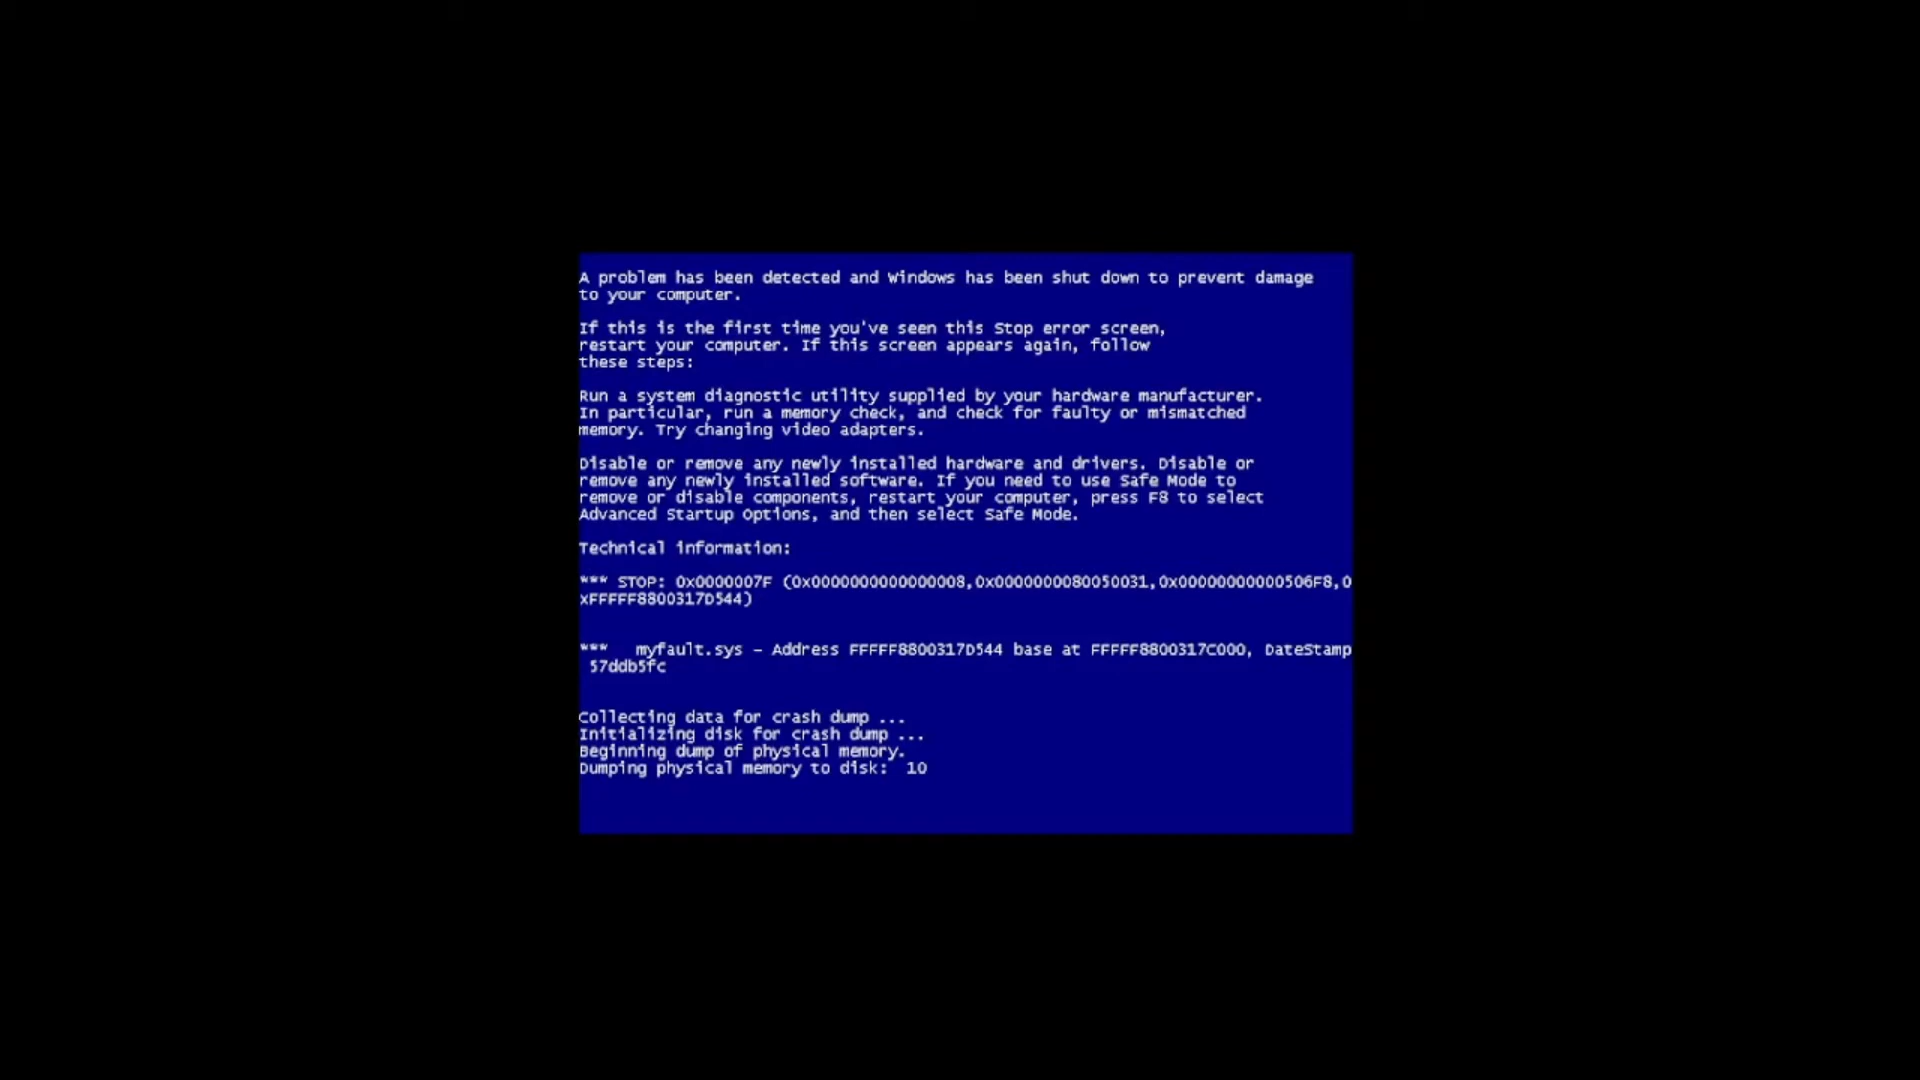 A problem has been detected and Windows has been shut down to prevent damage
to your computer.
If this is the first time you've seen this Stop error screen,
restart your computer. If this screen appears again, follow
these steps:
Run a system diagnostic utility supplied by your hardware manufacturer.
In particular, run a memory check, and check for faulty or mismatched
memory. Try changing video adapters.
Disable or remove any newly installed hardware and drivers. Disable or
remove any newly installed software. If you need to use Safe Mode to
remove or disable components, restart your computer, press F8 to select
Advanced Startup Options, and then select Safe Mode.
Technical information:
*** STOP: 0x0000007F (0x0000000000000008,0x0000000080050031,0x00000000000506F8,0
xFFFFF8800317D544)
***   myfault.sys - Address FFFFF8800317D544 base at FFFFF8800317C000, DateStamp
57ddb5fc
Collecting data for crash dump ...
Initializing disk for crash dump ...
Beginning dump of physical memory.
Dumping physical memory to disk:  10